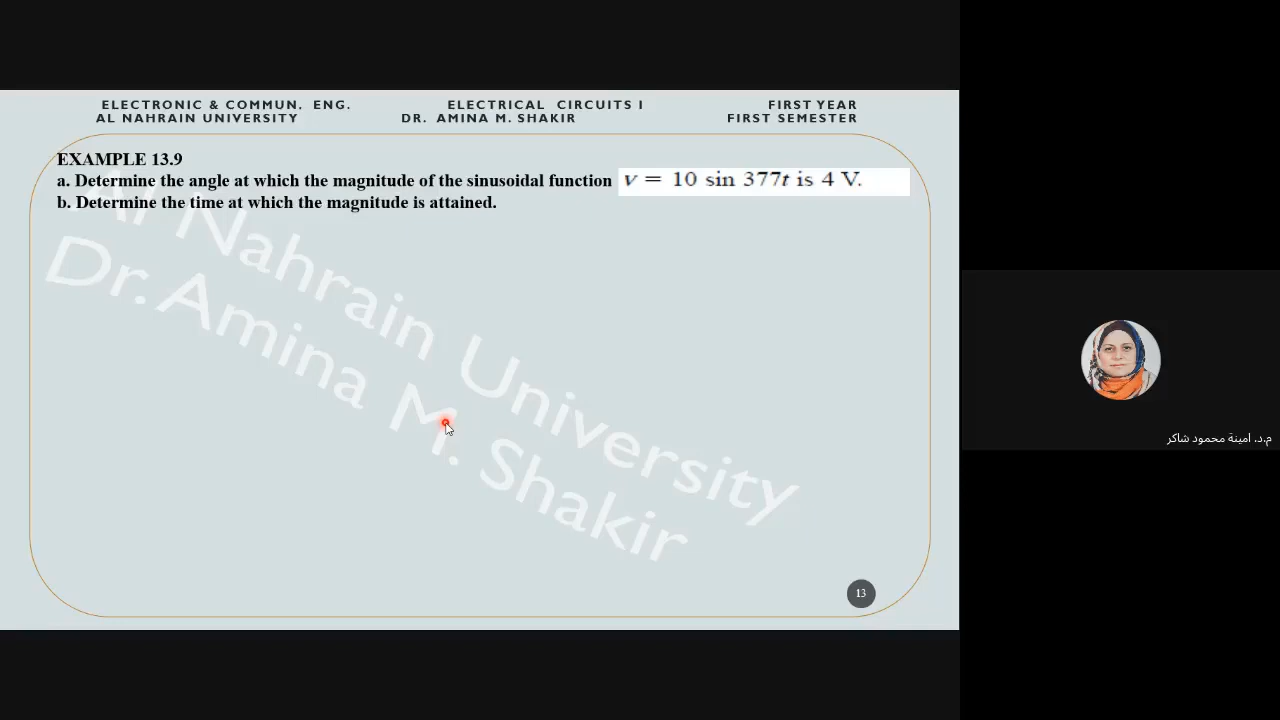 ELECTRONIC & COMMUN. ENG. ELECTRICAL CIRCUITS I FIRST YEAR
AL NAHRAIN UNIVERSITY DR. AMINA M. SHAKIR FIRST SEMESTER
EXAMPLE 13.9
a. Determine the angle at which the magnitude of the sinusoidal function v = 10 sin 377t is 4 V.
b. Determine the time at which the magnitude is attained.
Al Nahrain University
Dr. Amina M. Shakir
م.د. امينة محمود شاكر
13